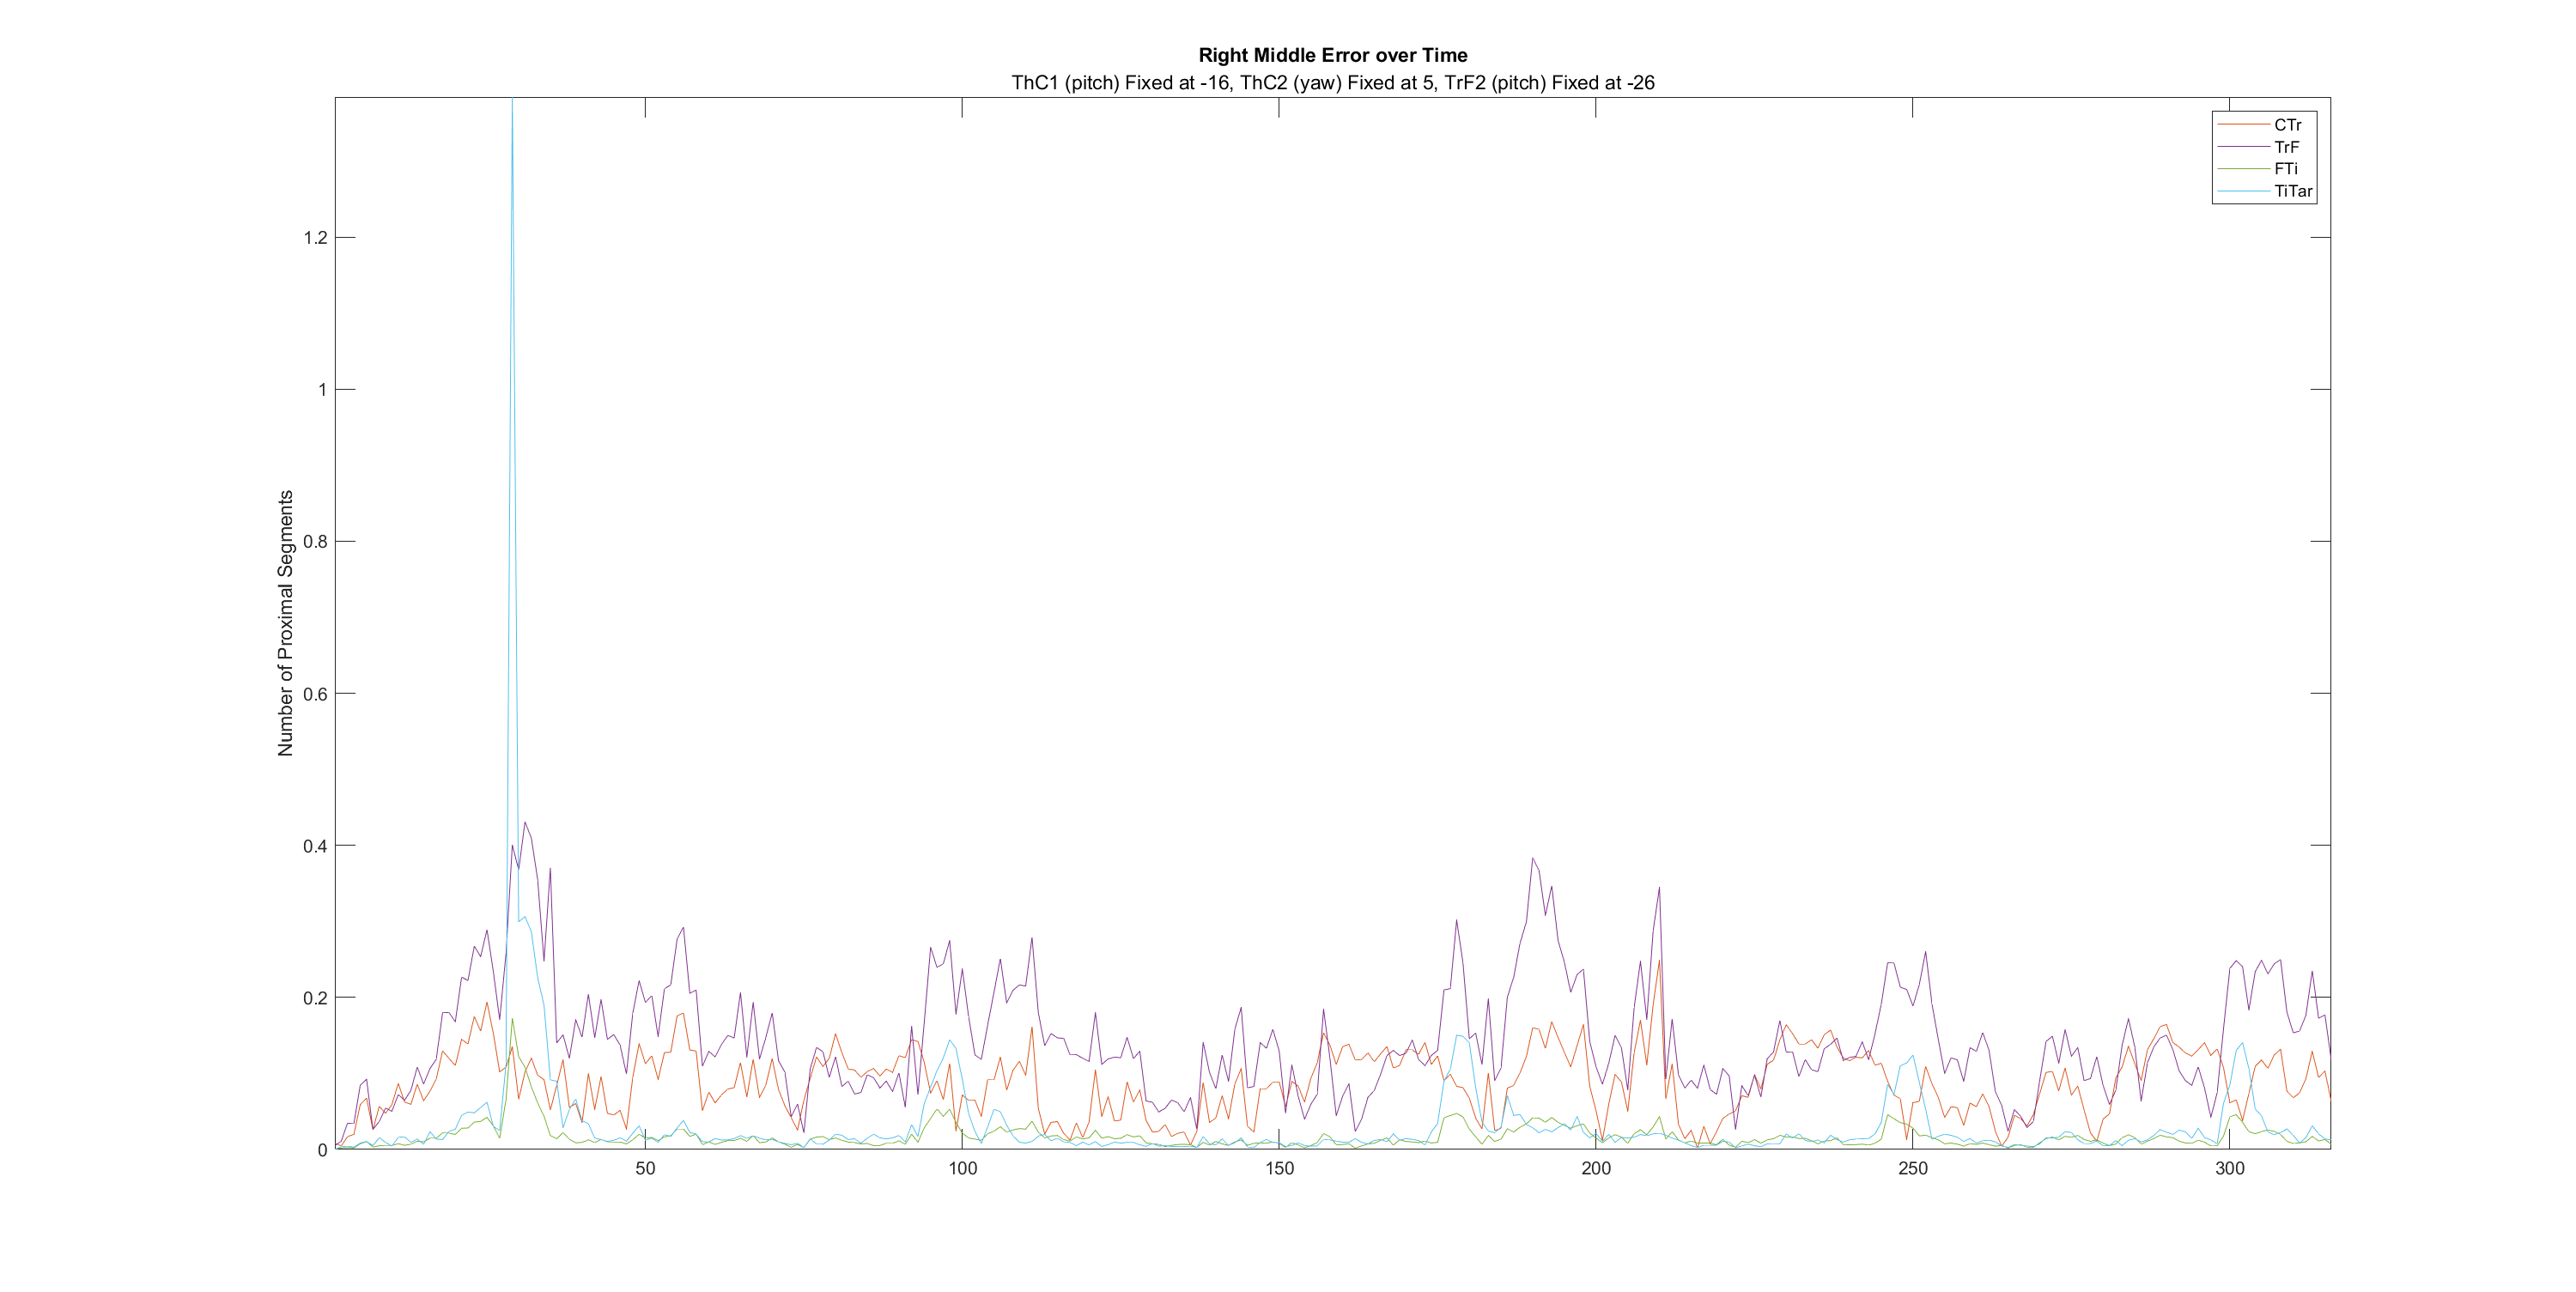 Right Middle Error over Time
ThC1 (pitch) Fixed at -16, ThC2 (yaw) Fixed at 5, TrF2 (pitch) Fixed at -26
CTr
TrF
FTi
TiTar
Number of Proximal Segments
1.2
1
0.8
0.6
0.4
0.2
0
50
100
150
200
250
300